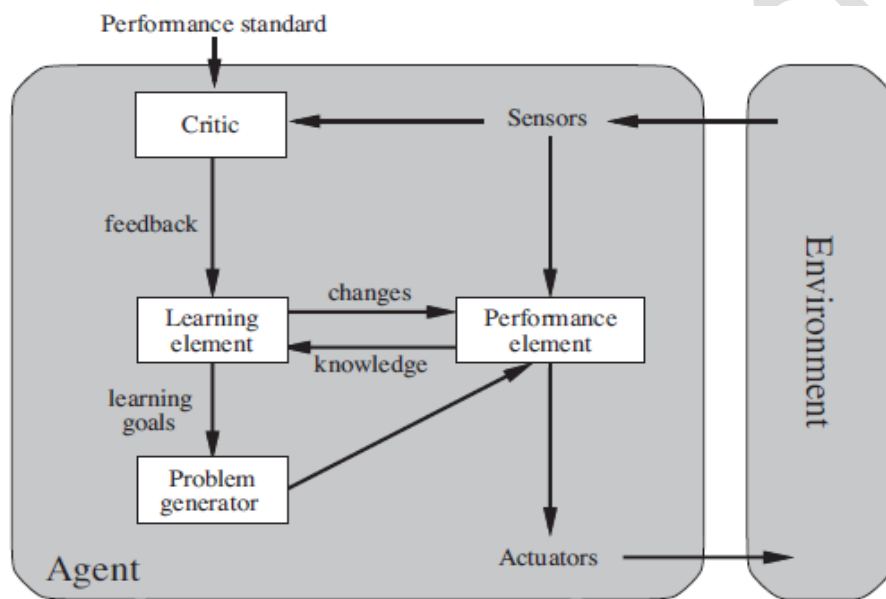 Performance standard
Critic
Sensors
feedback
changes
Learning
element
Performance
element
knowledge
learning
goals
Problem
generator
Actuators
Agent
Environment